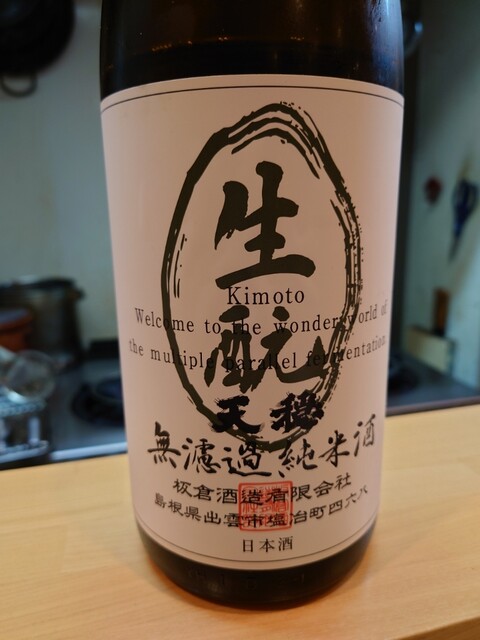 生
Kimoto
Welcome to the wonder world of
酛
the multiple parallel fermentation.
天穏
無濾過純米酒
板倉酒造有限会社
島根県出雲市塩冶町四六八
日本酒